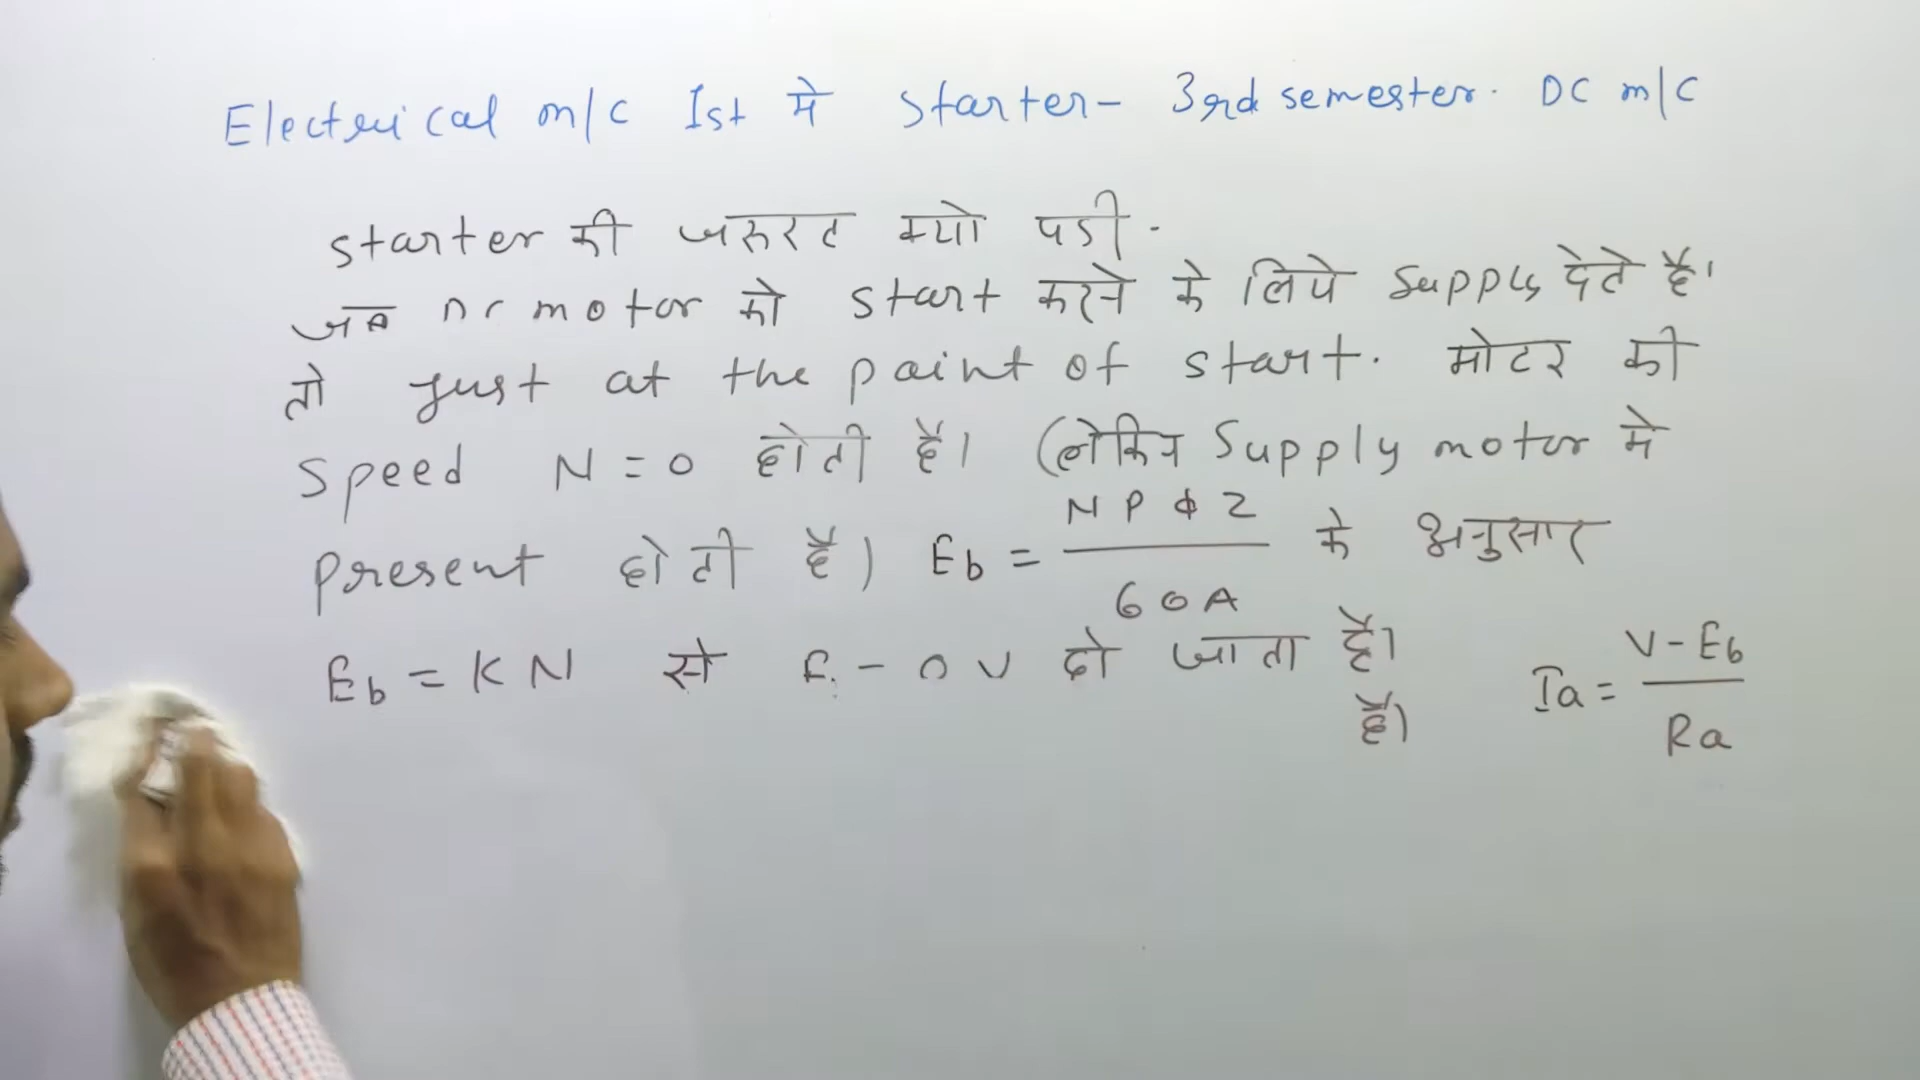 Electrical m/c Ist मे starter- 3rd semester. DC m/c
starter की जरुरत क्यो पडी.
जब DC motor को start करने के लिये supply देते है।
तो just at the point of start. मोटर की
speed N = 0 होती है। (लेकिन Supply motor मे
present होती है) Eb = NPϕZ / 60A के अनुसार
Eb = KN से E - 0 V हो जाता है।
है।
Ia = V - Eb / Ra